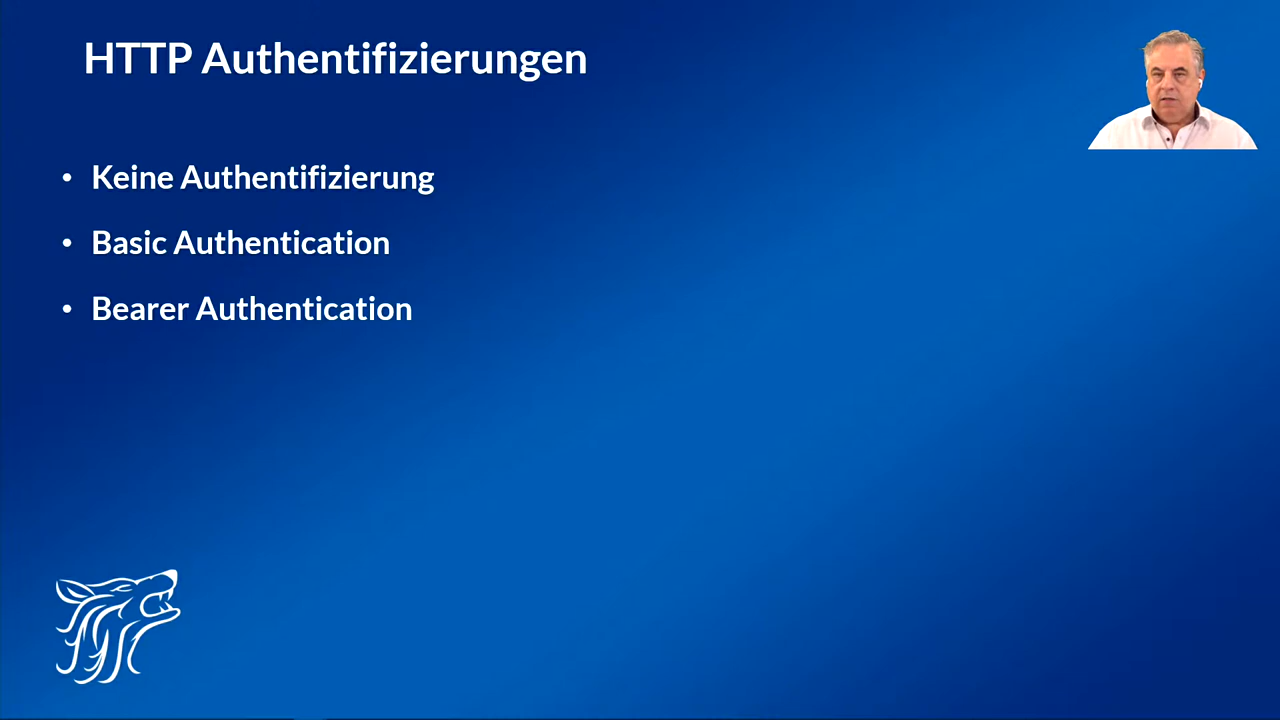 HTTP Authentifizierungen
• Keine Authentifizierung
• Basic Authentication
• Bearer Authentication